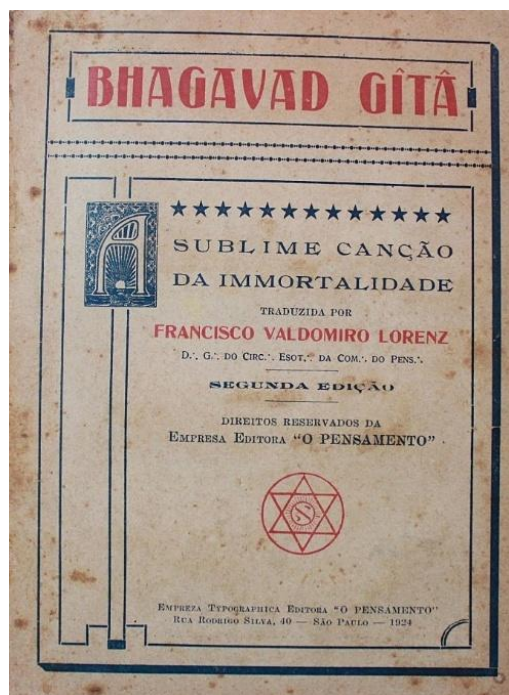 BHAGAVAD GÎTÂ
A
SUBLIME CANÇÃO
DA IMMORTALIDADE
TRADUZIDA POR
FRANCISCO VALDOMIRO LORENZ
D.·. G.·. DO CIRC.·. ESOT.·. DA COM.·. DO PENS.·.
SEGUNDA EDIÇÃO
DIREITOS RESERVADOS DA
EMPRESA EDITORA "O PENSAMENTO"
EMPREZA TYPOGRAPHICA EDITORA "O PENSAMENTO"
RUA RODRIGO SILVA, 40 — SÃO PAULO — 1924